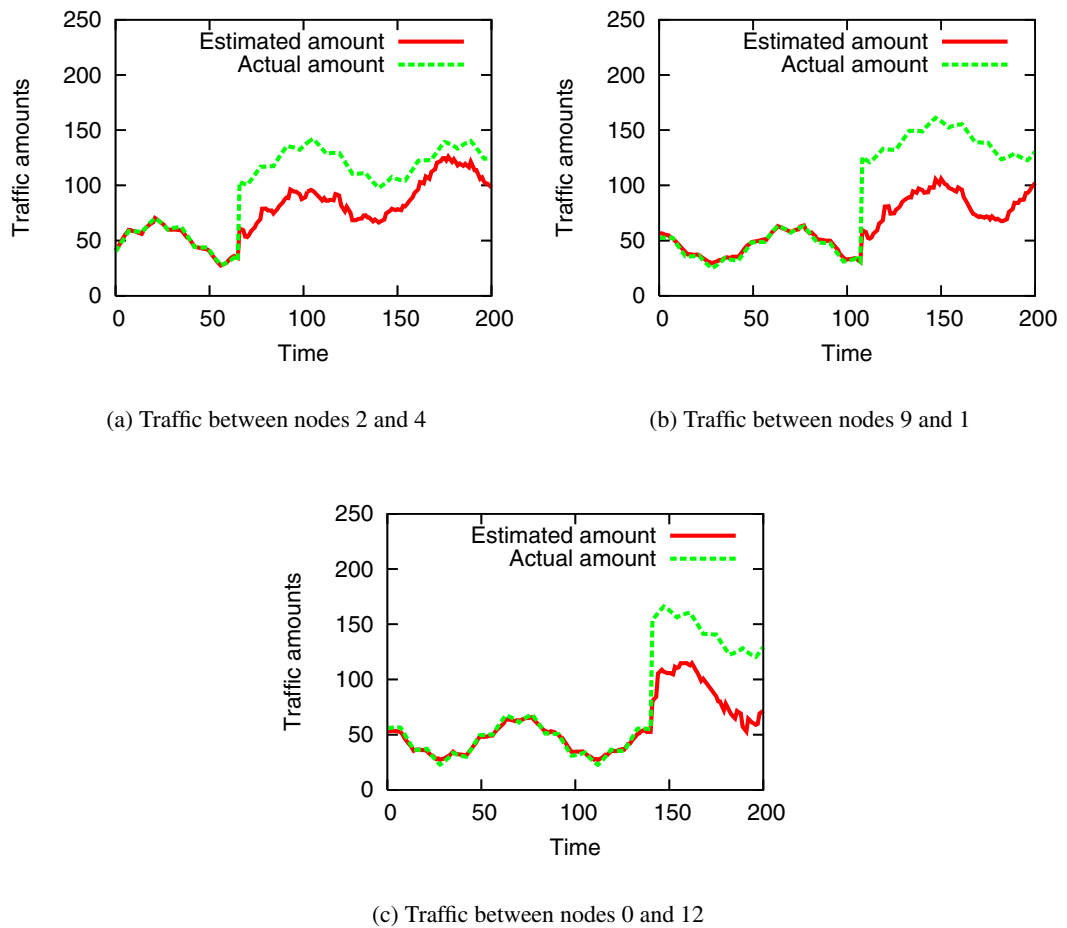 250
200
150
100
50
0
Traffic amounts
Estimated amount
Actual amount
0 50 100 150 200
Time
(a) Traffic between nodes 2 and 4
250
200
150
100
50
0
Traffic amounts
Estimated amount
Actual amount
0 50 100 150 200
Time
(b) Traffic between nodes 9 and 1
250
200
150
100
50
0
Traffic amounts
Estimated amount
Actual amount
0 50 100 150 200
Time
(c) Traffic between nodes 0 and 12